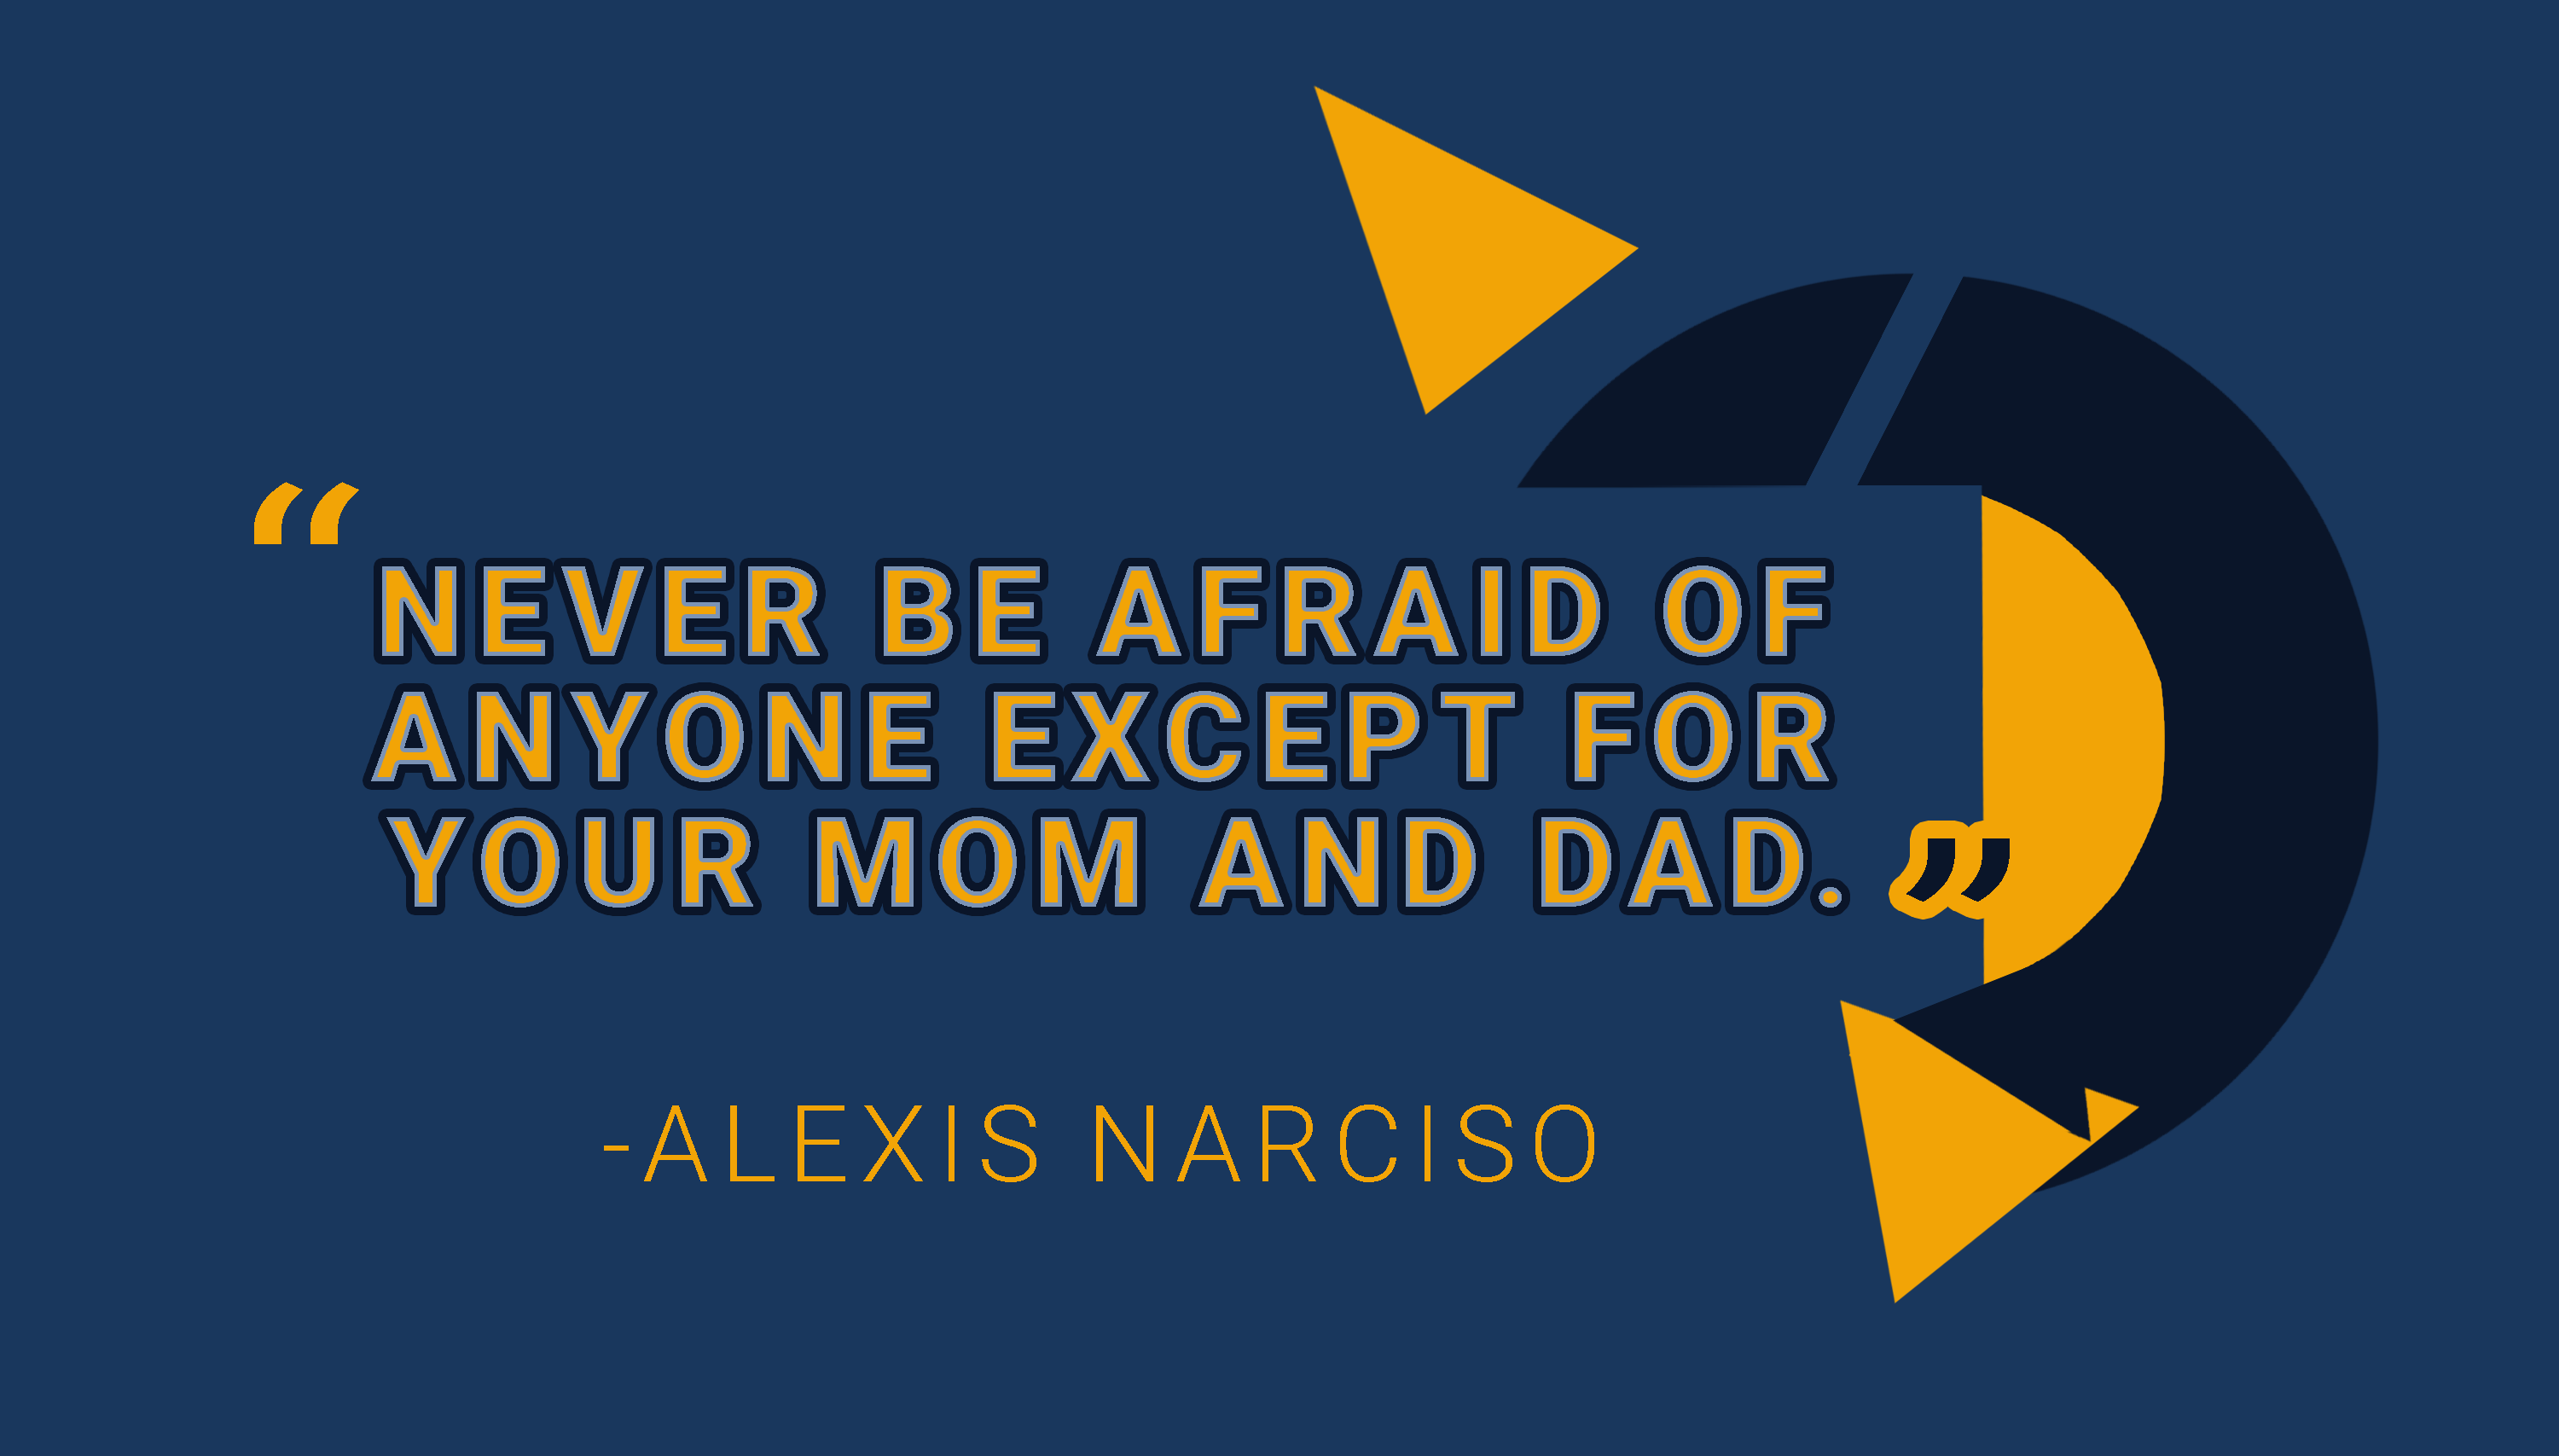 “NEVER BE AFRAID OF
ANYONE EXCEPT FOR
YOUR MOM AND DAD.”
-ALEXIS NARCISO